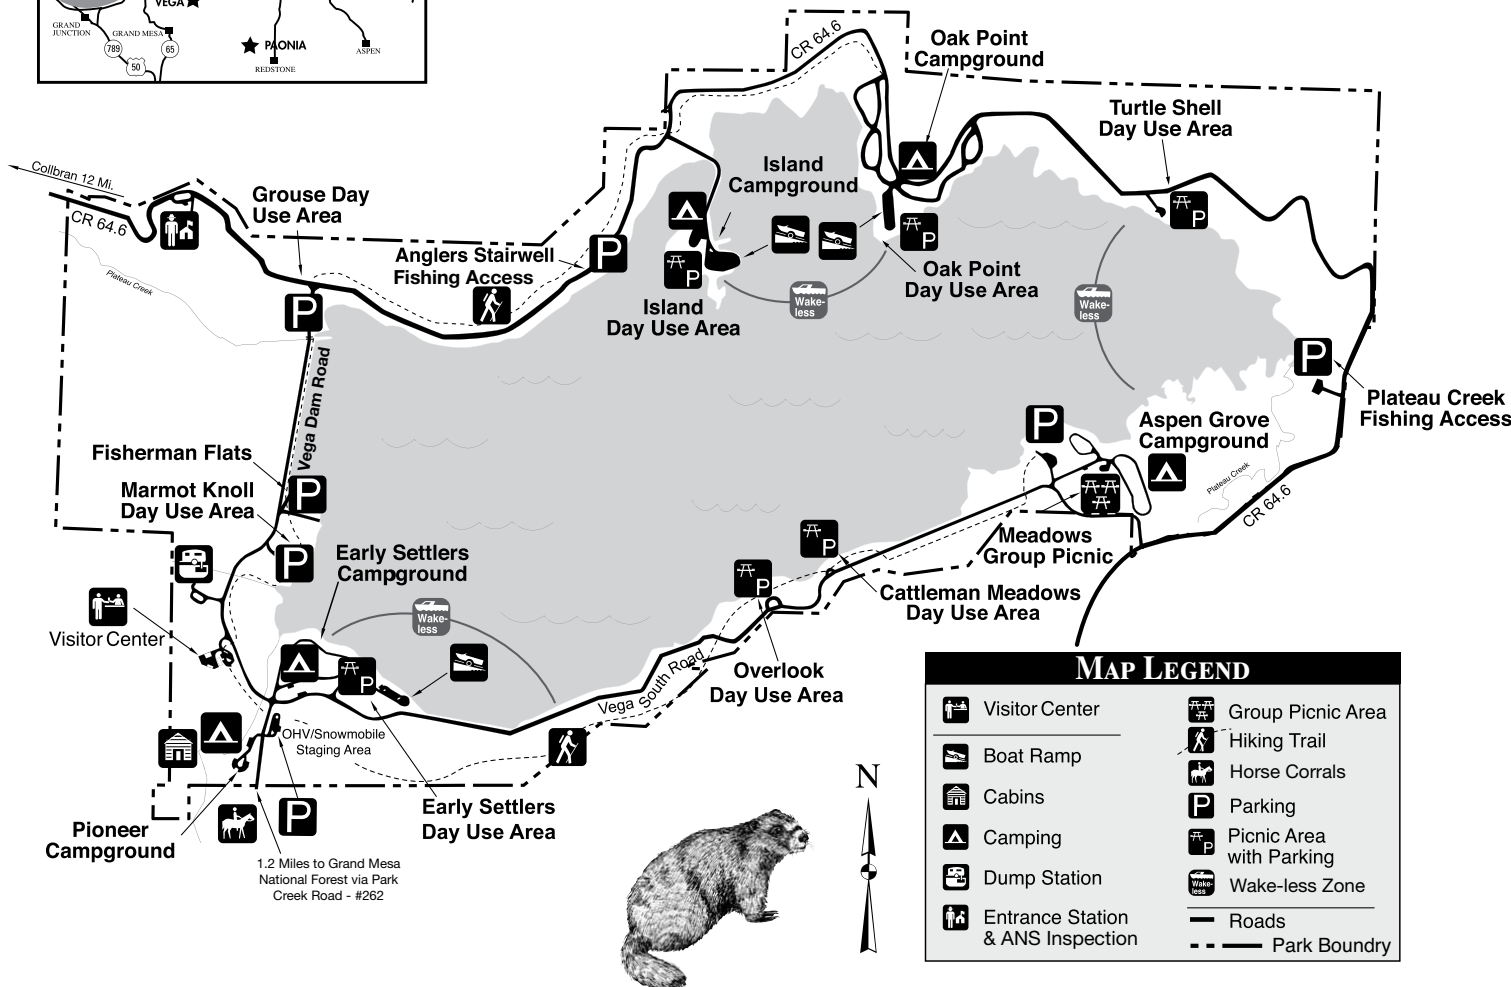 VEGA
GRAND
JUNCTION
GRAND MESA
789
65
50
PAONIA
REDSTONE
ASPEN
CR 64.6
Oak Point
Campground
Turtle Shell
Day Use Area
Collbran 12 Mi.
CR 64.6
Grouse Day
Use Area
Island
Campground
Plateau Creek
Anglers Stairwell
Fishing Access
P
P
P
P
Oak Point
Day Use Area
Island
Day Use Area
Wake-
less
Wake-
less
P
P
Vega Dam Road
P
Plateau Creek
Fishing Access
Aspen Grove
Campground
P
Plateau Creek
CR 64.6
Fisherman Flats
P
Marmot Knoll
Day Use Area
P
Meadows
Group Picnic
Early Settlers
Campground
P
P
Cattleman Meadows
Day Use Area
Visitor Center
Wake-
less
P
Overlook
Day Use Area
Vega South Road
OHV/Snowmobile
Staging Area
Early Settlers
Day Use Area
P
Pioneer
Campground
1.2 Miles to Grand Mesa
National Forest via Park
Creek Road - #262
N
MAP LEGEND
Visitor Center
Boat Ramp
Cabins
Camping
Dump Station
Entrance Station
& ANS Inspection
Group Picnic Area
Hiking Trail
Horse Corrals
P
Parking
P
Picnic Area
with Parking
Wake-
less
Wake-less Zone
Roads
Park Boundry